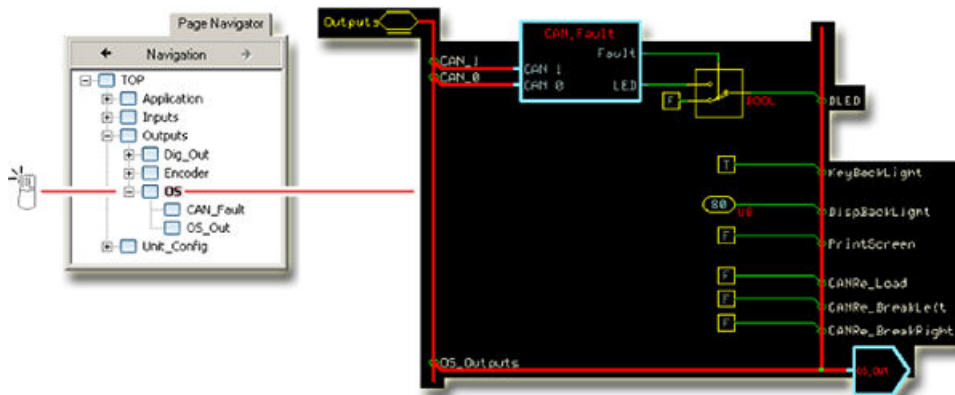 Page Navigator
Navigation
TOP
Application
Inputs
Outputs
Dig_Out
Encoder
OS
CAN_Fault
OS_Out
Unit_Config
Outputs
CAN_Fault
Fault
CAN_1
CAN 1
CAN_0
CAN 0
LED
F
BOOL
DLED
T
KeyBackLight
80
U8
DispBackLight
F
PrintScreen
F
CANRe_Load
F
CANRe_BreakLeft
F
CANRe_BreakRight
OS_Outputs
OS_Out